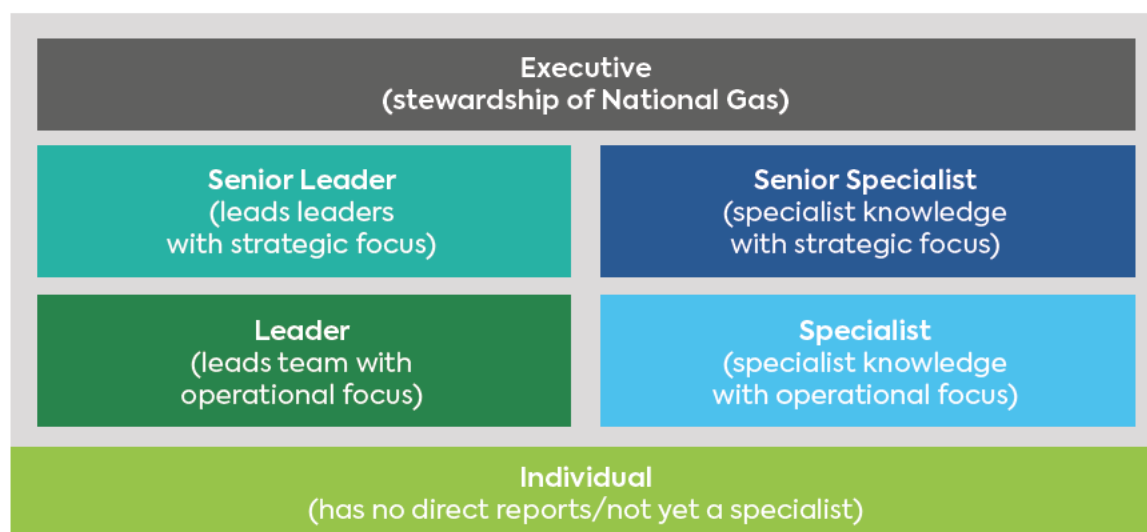 Executive
(stewardship of National Gas)
Senior Leader
(leads leaders
with strategic focus)
Senior Specialist
(specialist knowledge
with strategic focus)
Leader
(leads team with
operational focus)
Specialist
(specialist knowledge
with operational focus)
Individual
(has no direct reports/not yet a specialist)